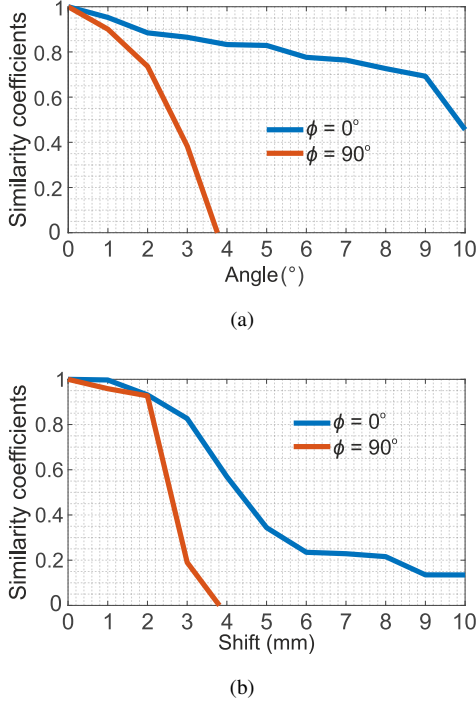 Similarity coefficients
1
0.8
0.6
0.4
0.2
0
ϕ = 0°
ϕ = 90°
0 1 2 3 4 5 6 7 8 9 10
Angle (°)
(a)
Similarity coefficients
1
0.8
0.6
0.4
0.2
0
ϕ = 0°
ϕ = 90°
0 1 2 3 4 5 6 7 8 9 10
Shift (mm)
(b)